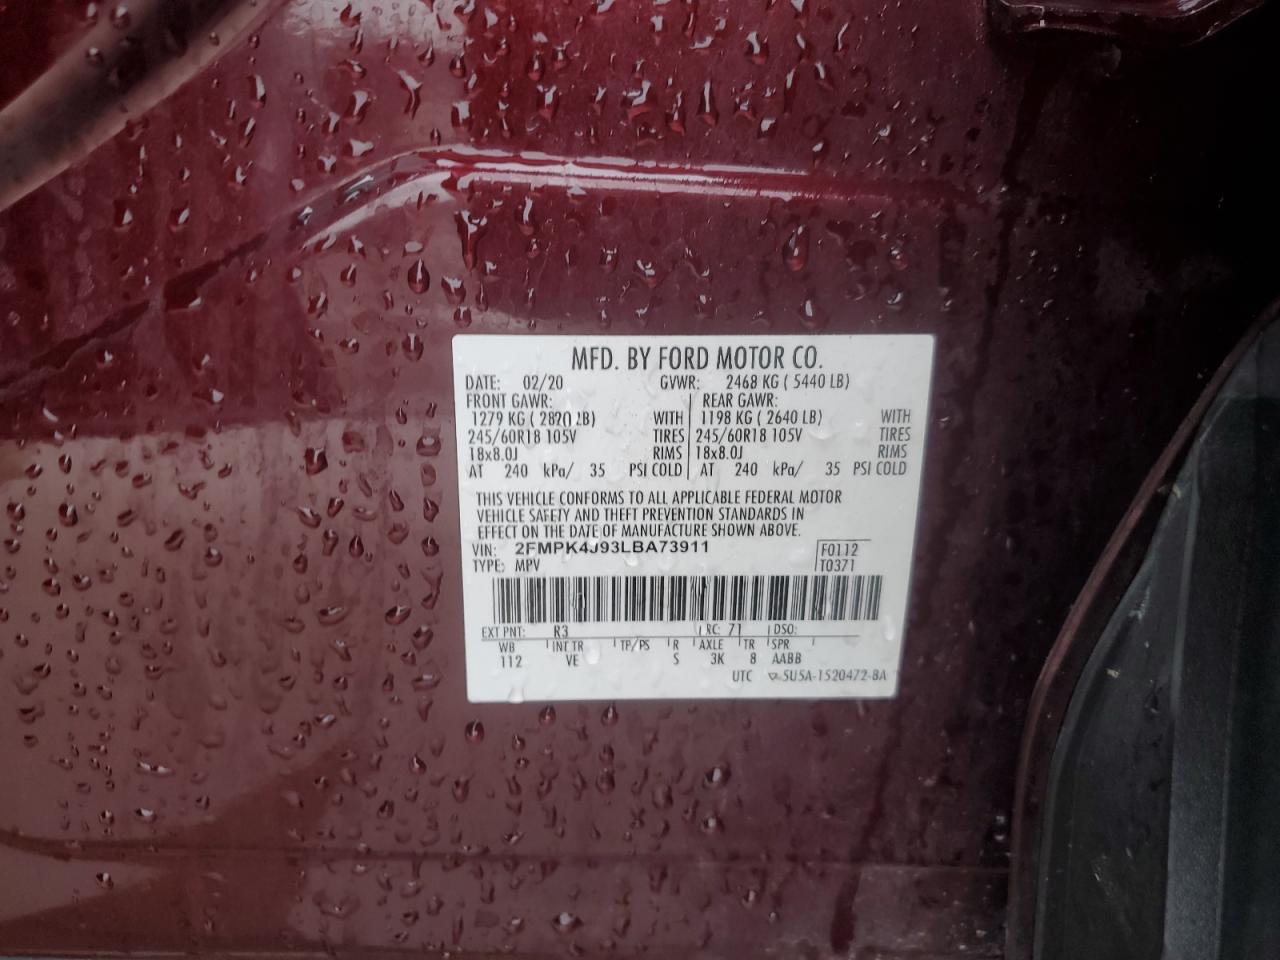 MFD. BY FORD MOTOR CO.
DATE: 02/20 GVWR: 2468 KG ( 5440 LB)
FRONT GAWR: REAR GAWR:
1279 KG ( 2820 LB) WITH 1198 KG ( 2640 LB) WITH
245/60R18 105V TIRES 245/60R18 105V TIRES
18x8.0J RIMS 18x8.0J RIMS
AT 240 kPa/ 35 PSI COLD AT 240 kPa/ 35 PSI COLD
THIS VEHICLE CONFORMS TO ALL APPLICABLE FEDERAL MOTOR
VEHICLE SAFETY AND THEFT PREVENTION STANDARDS IN
EFFECT ON THE DATE OF MANUFACTURE SHOWN ABOVE.
VIN: 2FMPK4J93LBA73911 F0112
TYPE: MPV T0371
EXT PNT: R3 RC: 71 DSO:
WB INT TR TP/PS R AXLE TR SPR
112 VE S 3K 8 AABB
UTC 5U5A-1520472-BA